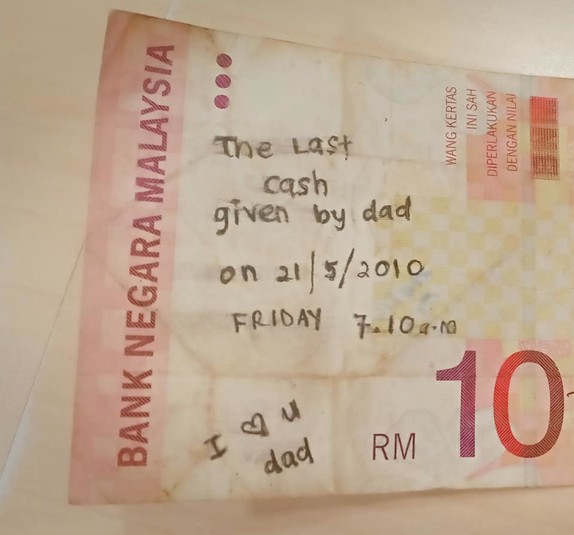 BANK NEGARA MALAYSIA
WANG KERTAS
INI SAH
DIPERLAKUKAN
DENGAN NILAI
The Last
cash
given by dad
on 21/5/2010
FRIDAY 7.10 a.m
I ♡ u
dad
RM 10